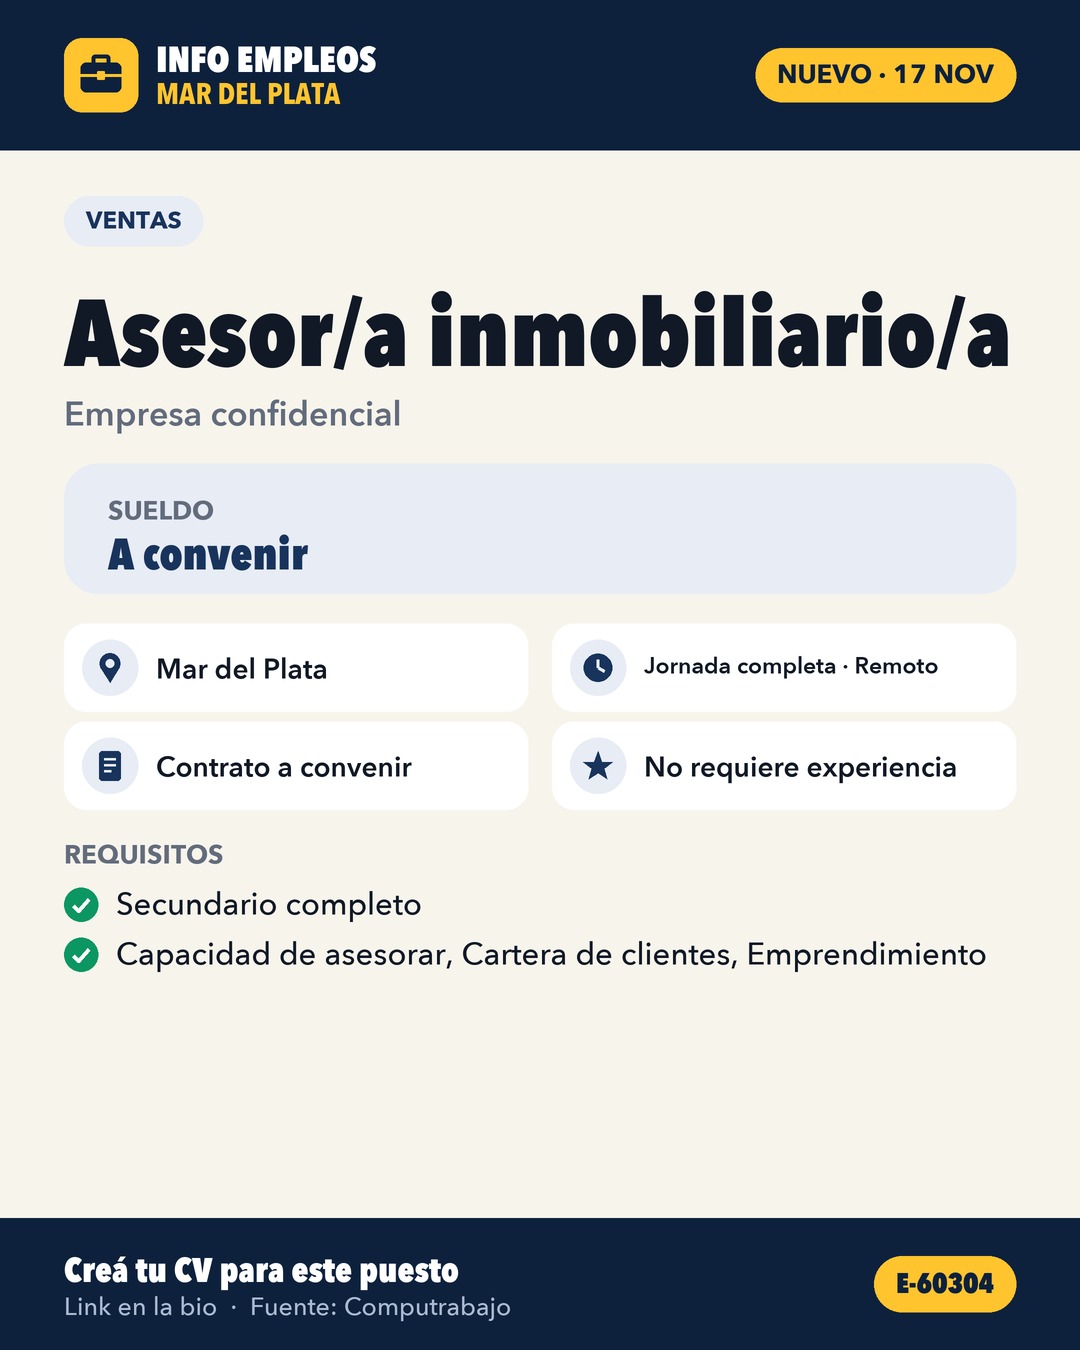 INFO EMPLEOS
MAR DEL PLATA
NUEVO · 17 NOV
VENTAS
Asesor/a inmobiliario/a
Empresa confidencial
SUELDO
A convenir
Mar del Plata
Jornada completa · Remoto
Contrato a convenir
No requiere experiencia
REQUISITOS
Secundario completo
Capacidad de asesorar, Cartera de clientes, Emprendimiento
Creá tu CV para este puesto
Link en la bio · Fuente: Computrabajo
E-60304